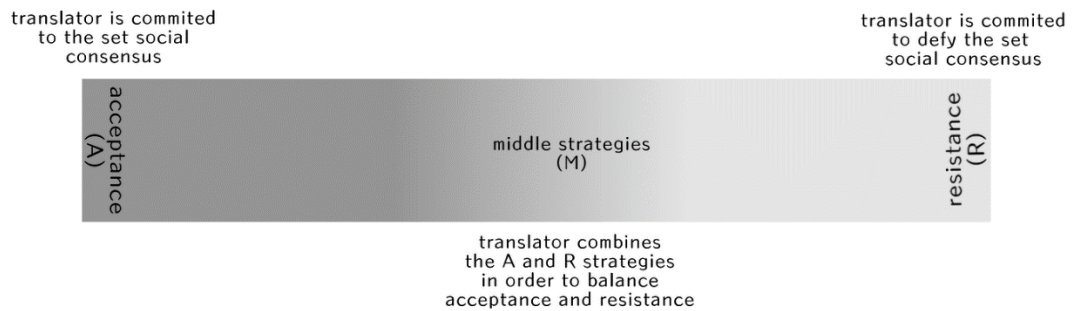 translator is commited
to the set social
consensus
translator is commited
to defy the set
social consensus
acceptance
(A)
middle strategies
(M)
resistance
(R)
translator combines
the A and R strategies
in order to balance
acceptance and resistance